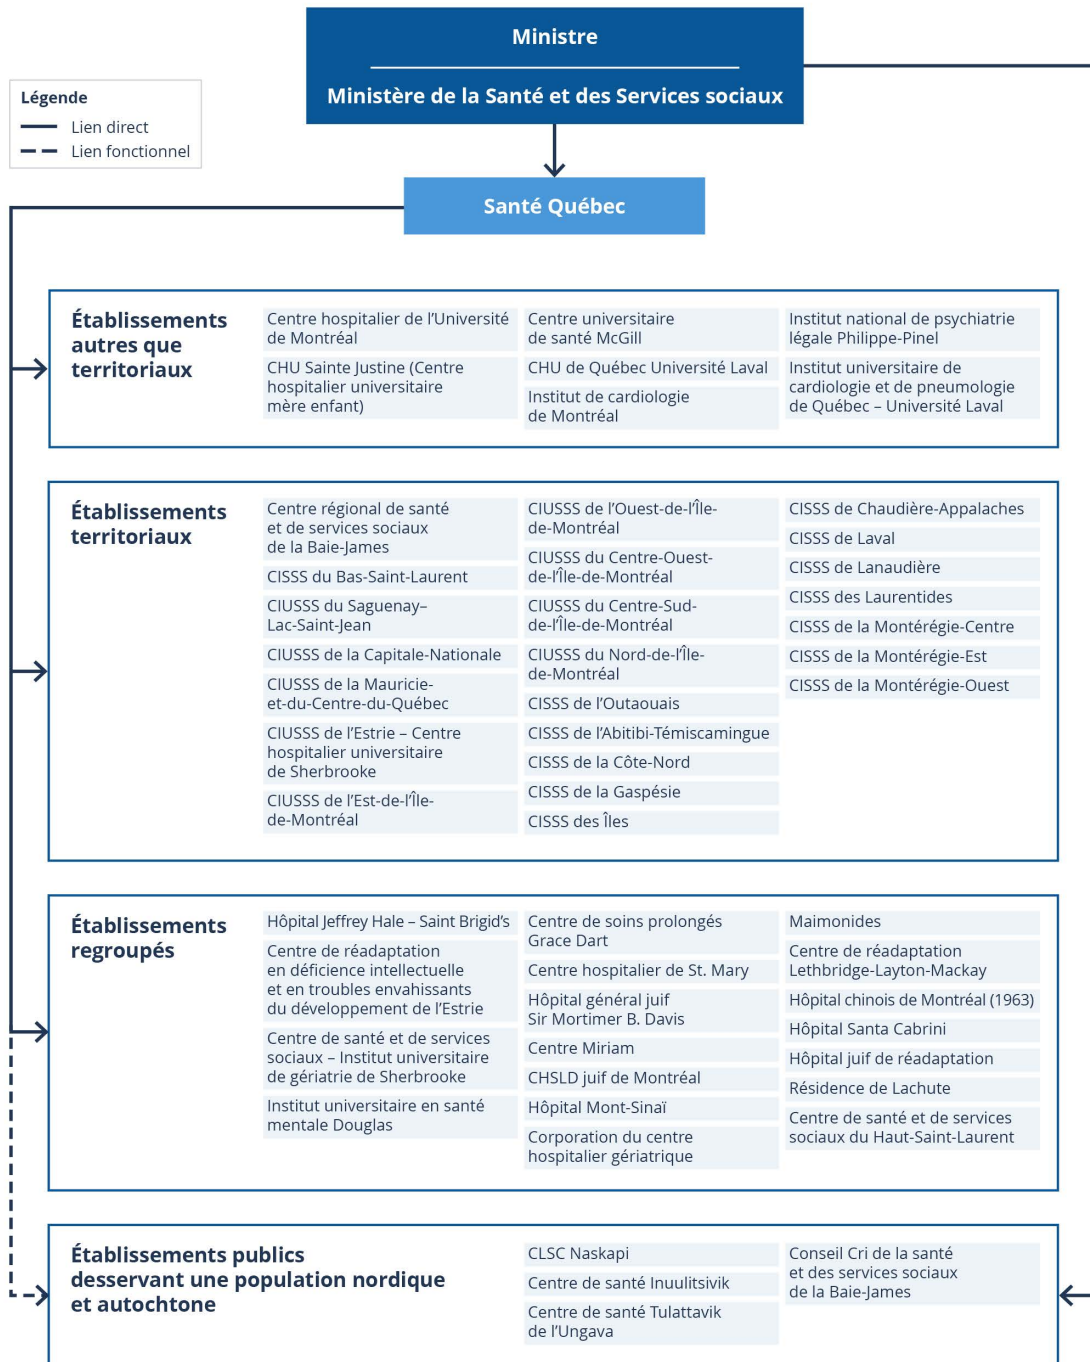 Ministre
Ministère de la Santé et des Services sociaux
Légende
Lien direct
Lien fonctionnel
Santé Québec
Établissements
autres que
territoriaux
Centre hospitalier de l’Université
de Montréal
CHU Sainte Justine (Centre
hospitalier universitaire
mère enfant)
Centre universitaire
de santé McGill
CHU de Québec Université Laval
Institut de cardiologie
de Montréal
Institut national de psychiatrie
légale Philippe-Pinel
Institut universitaire de
cardiologie et de pneumologie
de Québec – Université Laval
Établissements
territoriaux
Centre régional de santé
et de services sociaux
de la Baie-James
CISSS du Bas-Saint-Laurent
CIUSSS du Saguenay–
Lac-Saint-Jean
CIUSSS de la Capitale-Nationale
CIUSSS de la Mauricie-
et-du-Centre-du-Québec
CIUSSS de l’Estrie – Centre
hospitalier universitaire
de Sherbrooke
CIUSSS de l’Est-de-l’Île-
de-Montréal
CIUSSS de l’Ouest-de-l’Île-
de-Montréal
CIUSSS du Centre-Ouest-
de-l’Île-de-Montréal
CIUSSS du Centre-Sud-
de-l’Île-de-Montréal
CIUSSS du Nord-de-l’Île-
de-Montréal
CISSS de l’Outaouais
CISSS de l’Abitibi-Témiscamingue
CISSS de la Côte-Nord
CISSS de la Gaspésie
CISSS des Îles
CISSS de Chaudière-Appalaches
CISSS de Laval
CISSS de Lanaudière
CISSS des Laurentides
CISSS de la Montérégie-Centre
CISSS de la Montérégie-Est
CISSS de la Montérégie-Ouest
Établissements
regroupés
Hôpital Jeffrey Hale – Saint Brigid’s
Centre de réadaptation
en déficience intellectuelle
et en troubles envahissants
du développement de l’Estrie
Centre de santé et de services
sociaux – Institut universitaire
de gériatrie de Sherbrooke
Institut universitaire en santé
mentale Douglas
Centre de soins prolongés
Grace Dart
Centre hospitalier de St. Mary
Hôpital général juif
Sir Mortimer B. Davis
Centre Miriam
CHSLD juif de Montréal
Hôpital Mont-Sinaï
Corporation du centre
hospitalier gériatrique
Maimonides
Centre de réadaptation
Lethbridge-Layton-Mackay
Hôpital chinois de Montréal (1963)
Hôpital Santa Cabrini
Hôpital juif de réadaptation
Résidence de Lachute
Centre de santé et de services
sociaux du Haut-Saint-Laurent
Établissements publics
desservant une population nordique
et autochtone
CLSC Naskapi
Centre de santé Inuulitsivik
Centre de santé Tulattavik
de l’Ungava
Conseil Cri de la santé
et des services sociaux
de la Baie-James